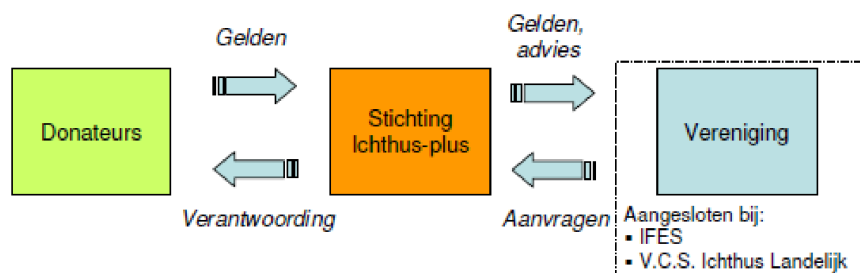 Gelden
Gelden,
advies
Donateurs
Stichting
Ichthus-plus
Vereniging
Verantwoording
Aanvragen
Aangesloten bij:
▪ IFES
▪ V.C.S. Ichthus Landelijk